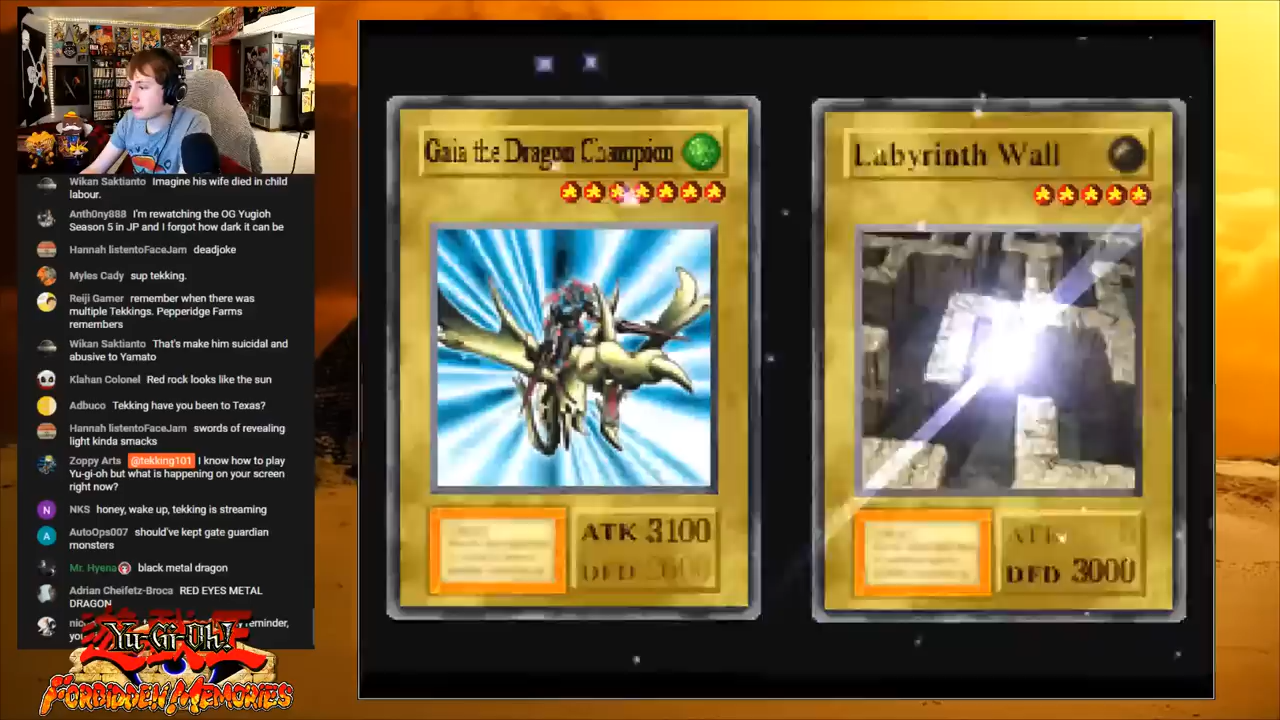 Wikan Saktianto Imagine his wife died in child
labour.
Anth0ny888 I'm rewatching the OG Yugioh
Season 5 in JP and I forgot how dark it can be
Hannah listentoFaceJam deadjoke
Myles Cady sup tekking.
Reiji Gamer remember when there was
multiple Tekkings. Pepperidge Farms
remembers
Wikan Saktianto That's make him suicidal and
abusive to Yamato
Klahan Colonel Red rock looks like the sun
Adbuco Tekking have you been to Texas?
Hannah listentoFaceJam swords of revealing
light kinda smacks
Zoppy Arts @tekking101 I know how to play
Yu-gi-oh but what is happening on your screen
right now?
N NKS honey, wake up, tekking is streaming
A AutoOps007 should've kept gate guardian
monsters
Mr. Hyena black metal dragon
Adrian Cheifetz-Broca RED EYES METAL
DRAGON
reminder,
Yu-Gi-Oh!
Forbidden Memories
Gaia the Dragon Champion
ATK 3100
DFD 2600
Labyrinth Wall
ATK
DFD 3000